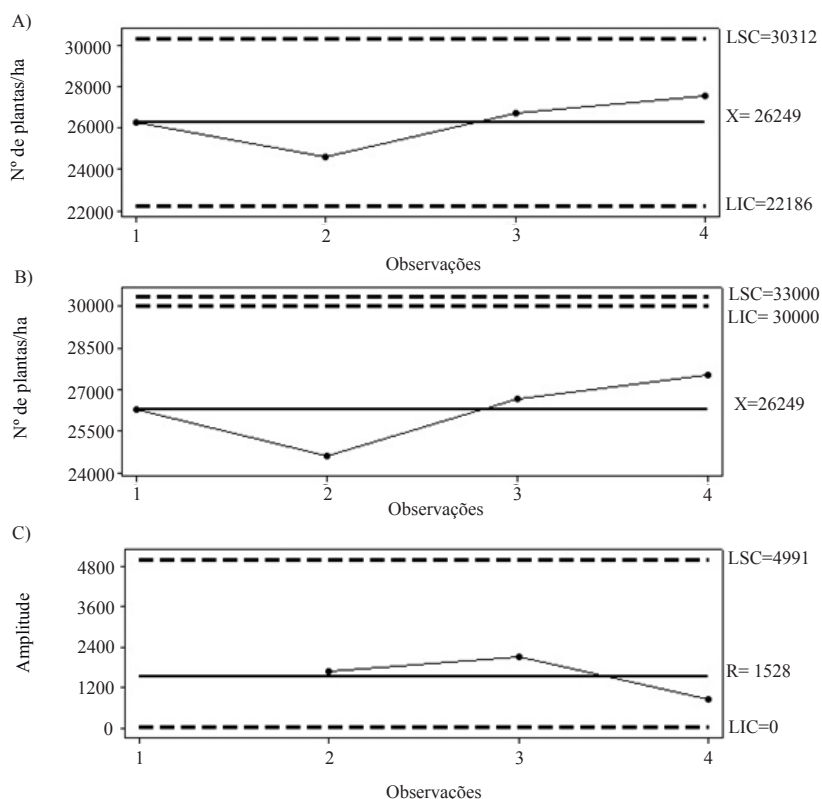 A)
Nº de plantas/ha
30000
28000
26000
24000
22000
LSC=30312
X= 26249
LIC=22186
1 2 3 4
Observações
B)
Nº de plantas/ha
30000
28500
27000
25500
24000
LSC=33000
LIC= 30000
X=26249
1 2 3 4
Observações
C)
Amplitude
4800
3600
2400
1200
0
LSC=4991
R= 1528
LIC=0
1 2 3 4
Observações